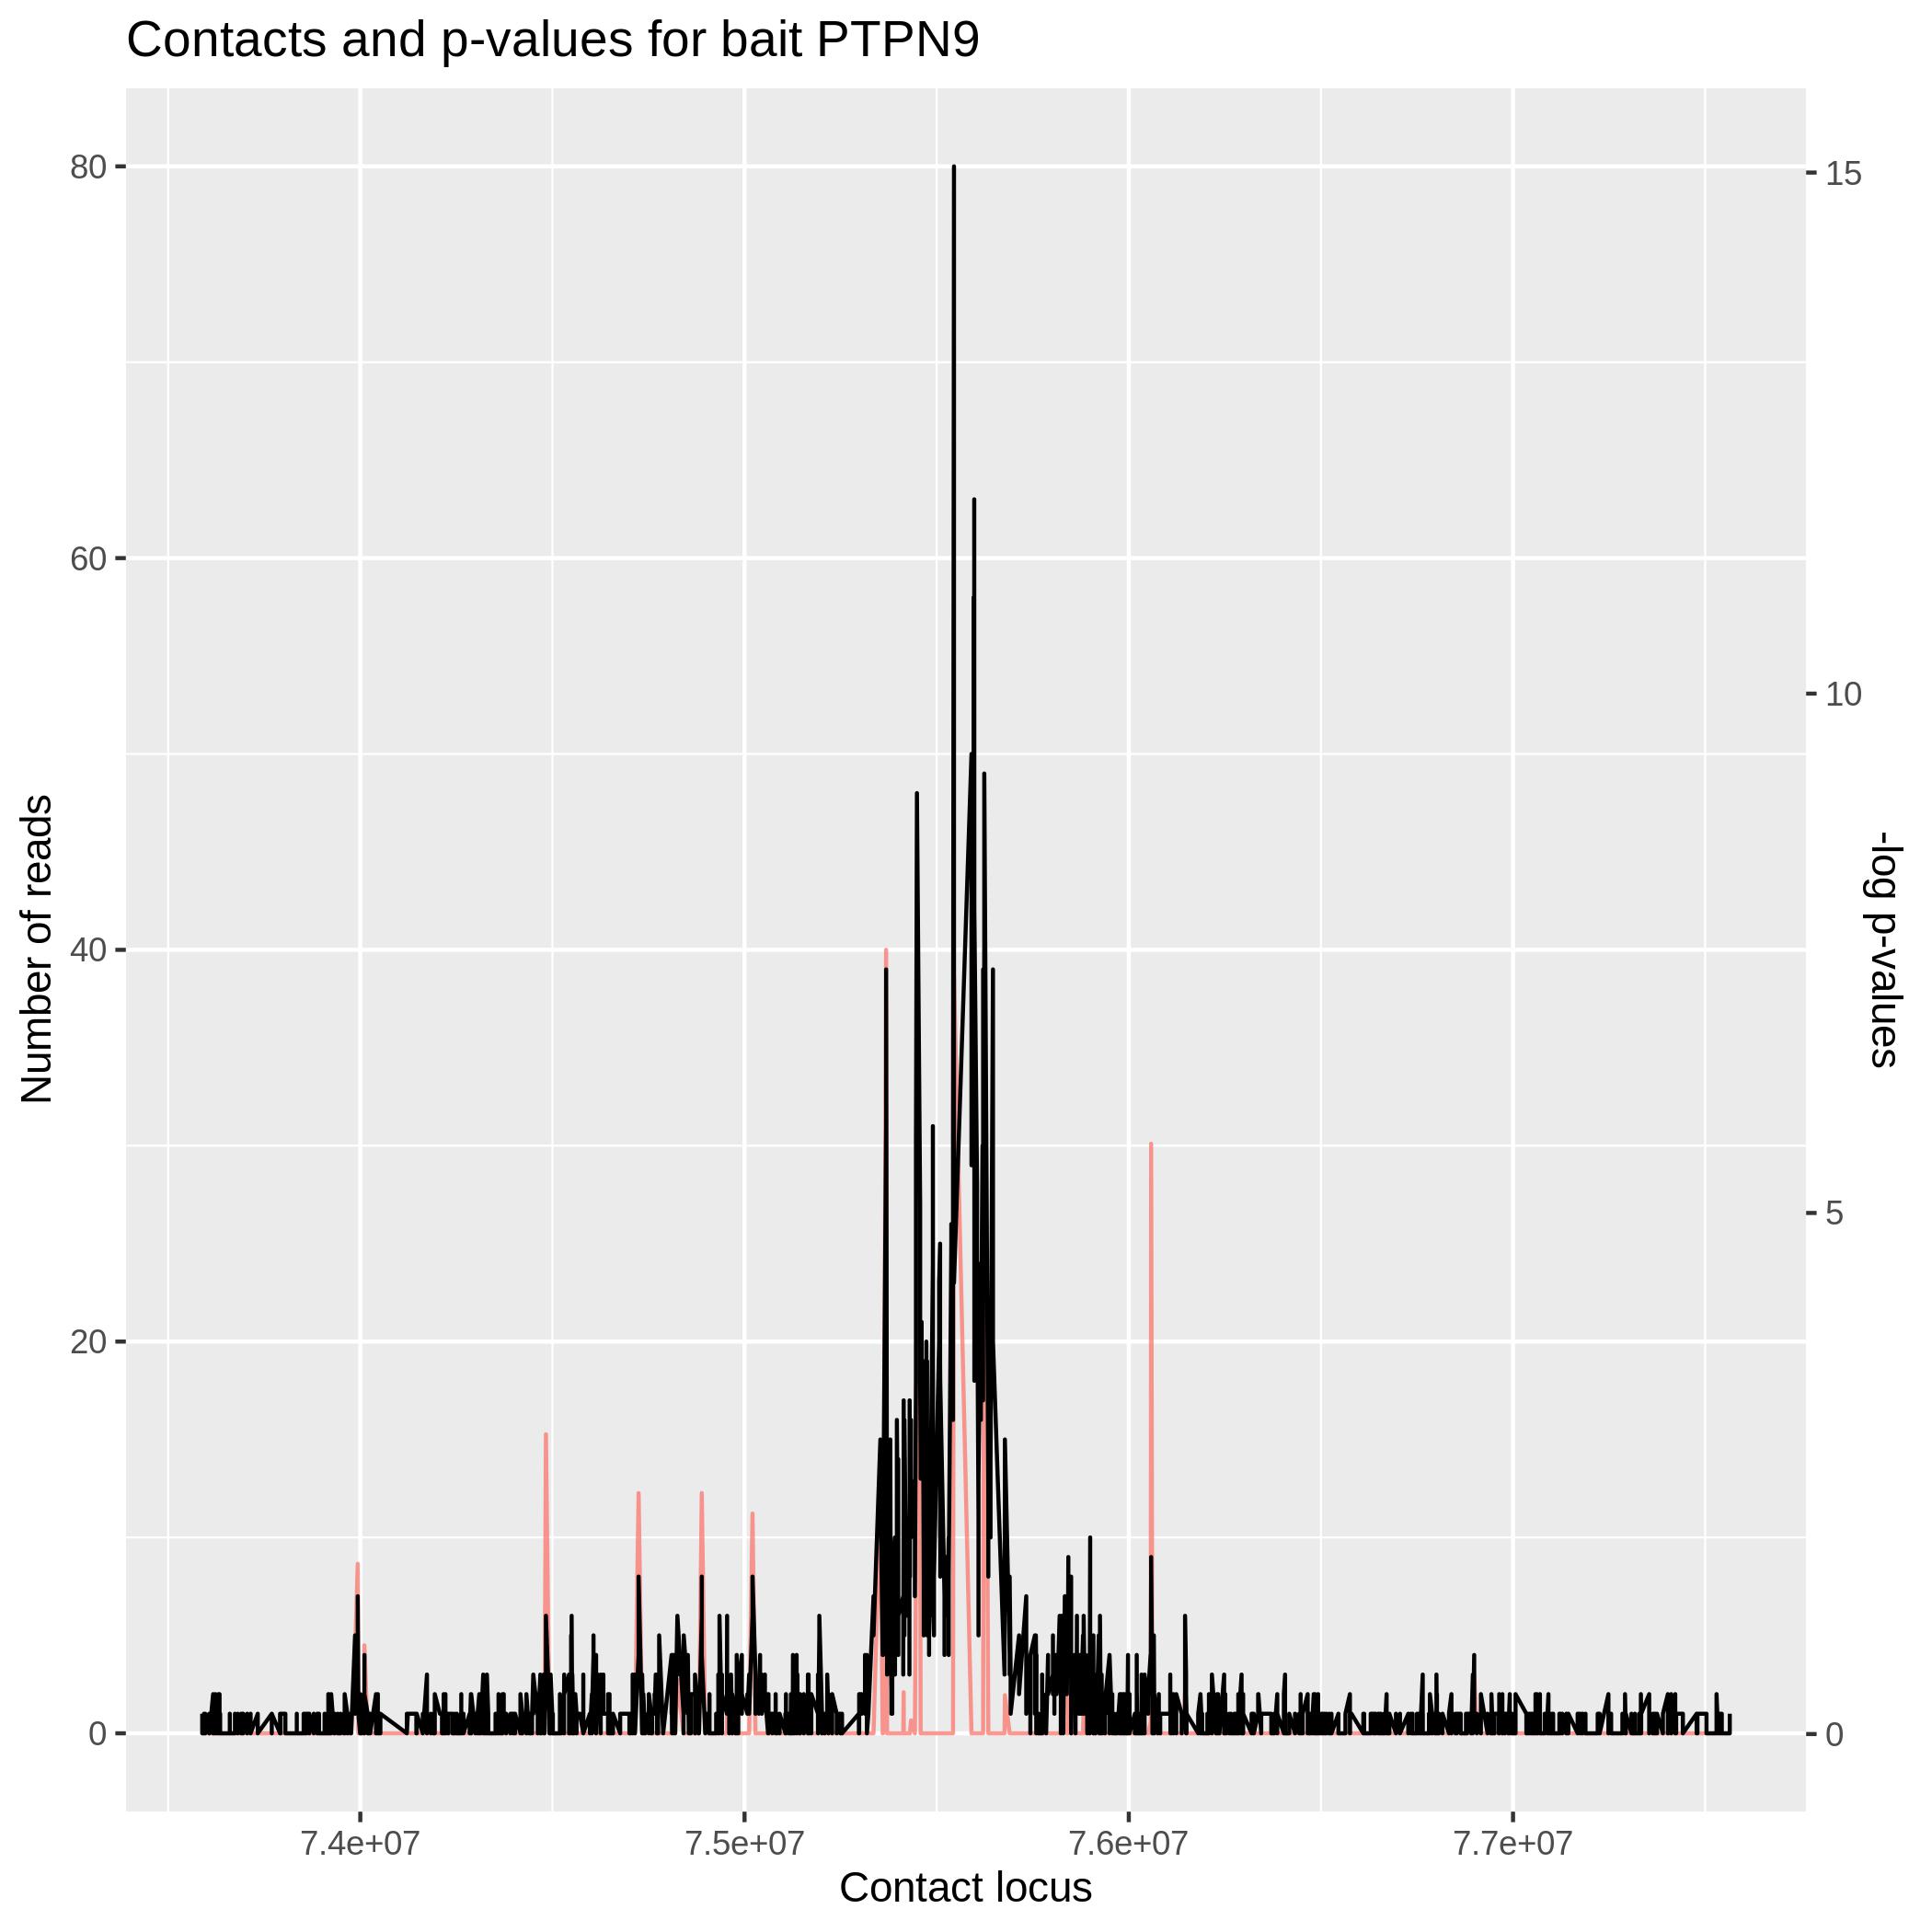 Contacts and p-values for bait PTPN9
80
60
40
20
0
Number of reads
15
10
5
0
-log p-values
7.4e+07
7.5e+07
7.6e+07
7.7e+07
Contact locus